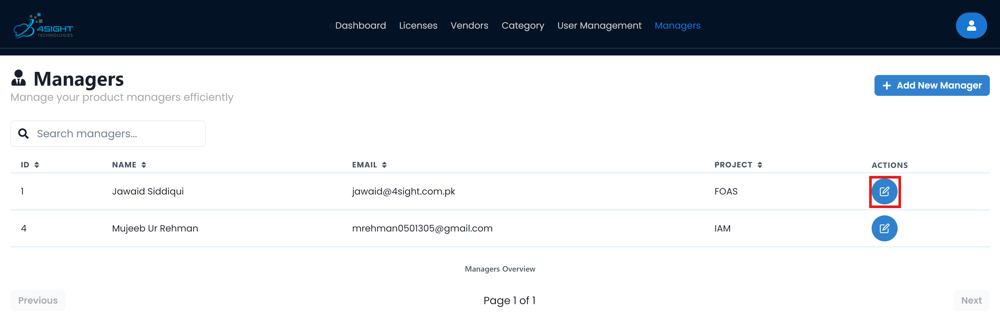 4SIGHT
TECHNOLOGIES
eDashboard Licenses Vendors Category User Management Managers
Managers
Manage your product managers efficiently
Add New Manager
Search managers...
ID NAME EMAIL PROJECT ACTIONS
1 Jawaid Siddiqui jawaid@4sight.com.pk FOAS
4 Mujeeb Ur Rehman mrehman0501305@gmail.com IAM
Managers Overview
Previous Page 1 of 1 Next